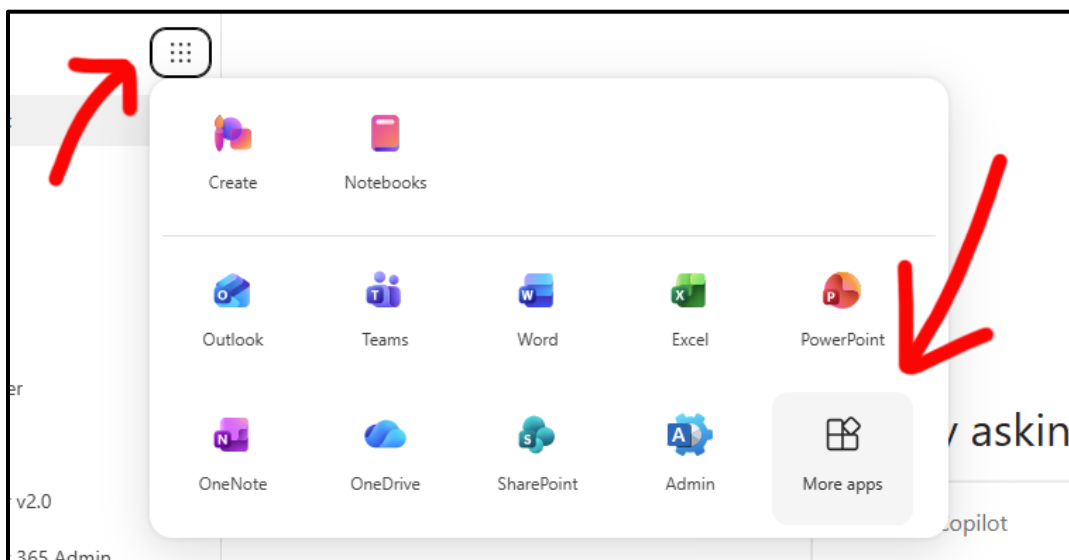 Create Notebooks
Outlook Teams Word Excel PowerPoint
er
askin
OneNote OneDrive SharePoint Admin More apps
v2.0
copilot
365 Admin